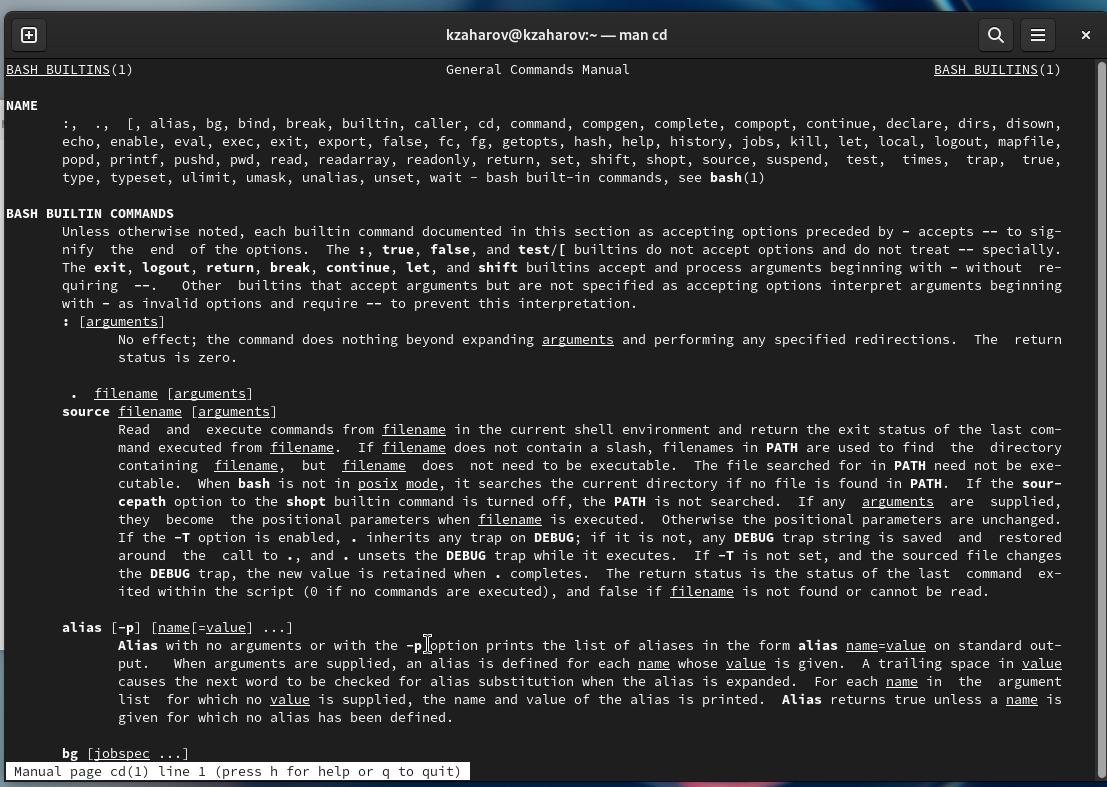 kzaharov@kzaharov:~ — man cd
BASH BUILTINS(1) General Commands Manual BASH BUILTINS(1)
NAME
:, ., [, alias, bg, bind, break, builtin, caller, cd, command, compgen, complete, compopt, continue, declare, dirs, disown,
echo, enable, eval, exec, exit, export, false, fc, fg, getopts, hash, help, history, jobs, kill, let, local, logout, mapfile,
popd, printf, pushd, pwd, read, readarray, readonly, return, set, shift, shopt, source, suspend, test, times, trap, true,
type, typeset, ulimit, umask, unalias, unset, wait - bash built-in commands, see bash(1)
BASH BUILTIN COMMANDS
Unless otherwise noted, each builtin command documented in this section as accepting options preceded by - accepts -- to sig-
nify the end of the options. The :, true, false, and test/[ builtins do not accept options and do not treat -- specially.
The exit, logout, return, break, continue, let, and shift builtins accept and process arguments beginning with - without re-
quiring --. Other builtins that accept arguments but are not specified as accepting options interpret arguments beginning
with - as invalid options and require -- to prevent this interpretation.
: [arguments]
No effect; the command does nothing beyond expanding arguments and performing any specified redirections. The return
status is zero.
. filename [arguments]
source filename [arguments]
Read and execute commands from filename in the current shell environment and return the exit status of the last com-
mand executed from filename. If filename does not contain a slash, filenames in PATH are used to find the directory
containing filename, but filename does not need to be executable. The file searched for in PATH need not be exe-
cutable. When bash is not in posix mode, it searches the current directory if no file is found in PATH. If the sour-
cepath option to the shopt builtin command is turned off, the PATH is not searched. If any arguments are supplied,
they become the positional parameters when filename is executed. Otherwise the positional parameters are unchanged.
If the -T option is enabled, . inherits any trap on DEBUG; if it is not, any DEBUG trap string is saved and restored
around the call to ., and . unsets the DEBUG trap while it executes. If -T is not set, and the sourced file changes
the DEBUG trap, the new value is retained when . completes. The return status is the status of the last command ex-
ited within the script (0 if no commands are executed), and false if filename is not found or cannot be read.
alias [-p] [name[=value] ...]
Alias with no arguments or with the -p option prints the list of aliases in the form alias name=value on standard out-
put. When arguments are supplied, an alias is defined for each name whose value is given. A trailing space in value
causes the next word to be checked for alias substitution when the alias is expanded. For each name in the argument
list for which no value is supplied, the name and value of the alias is printed. Alias returns true unless a name is
given for which no alias has been defined.
bg [jobspec ...]
Manual page cd(1) line 1 (press h for help or q to quit)